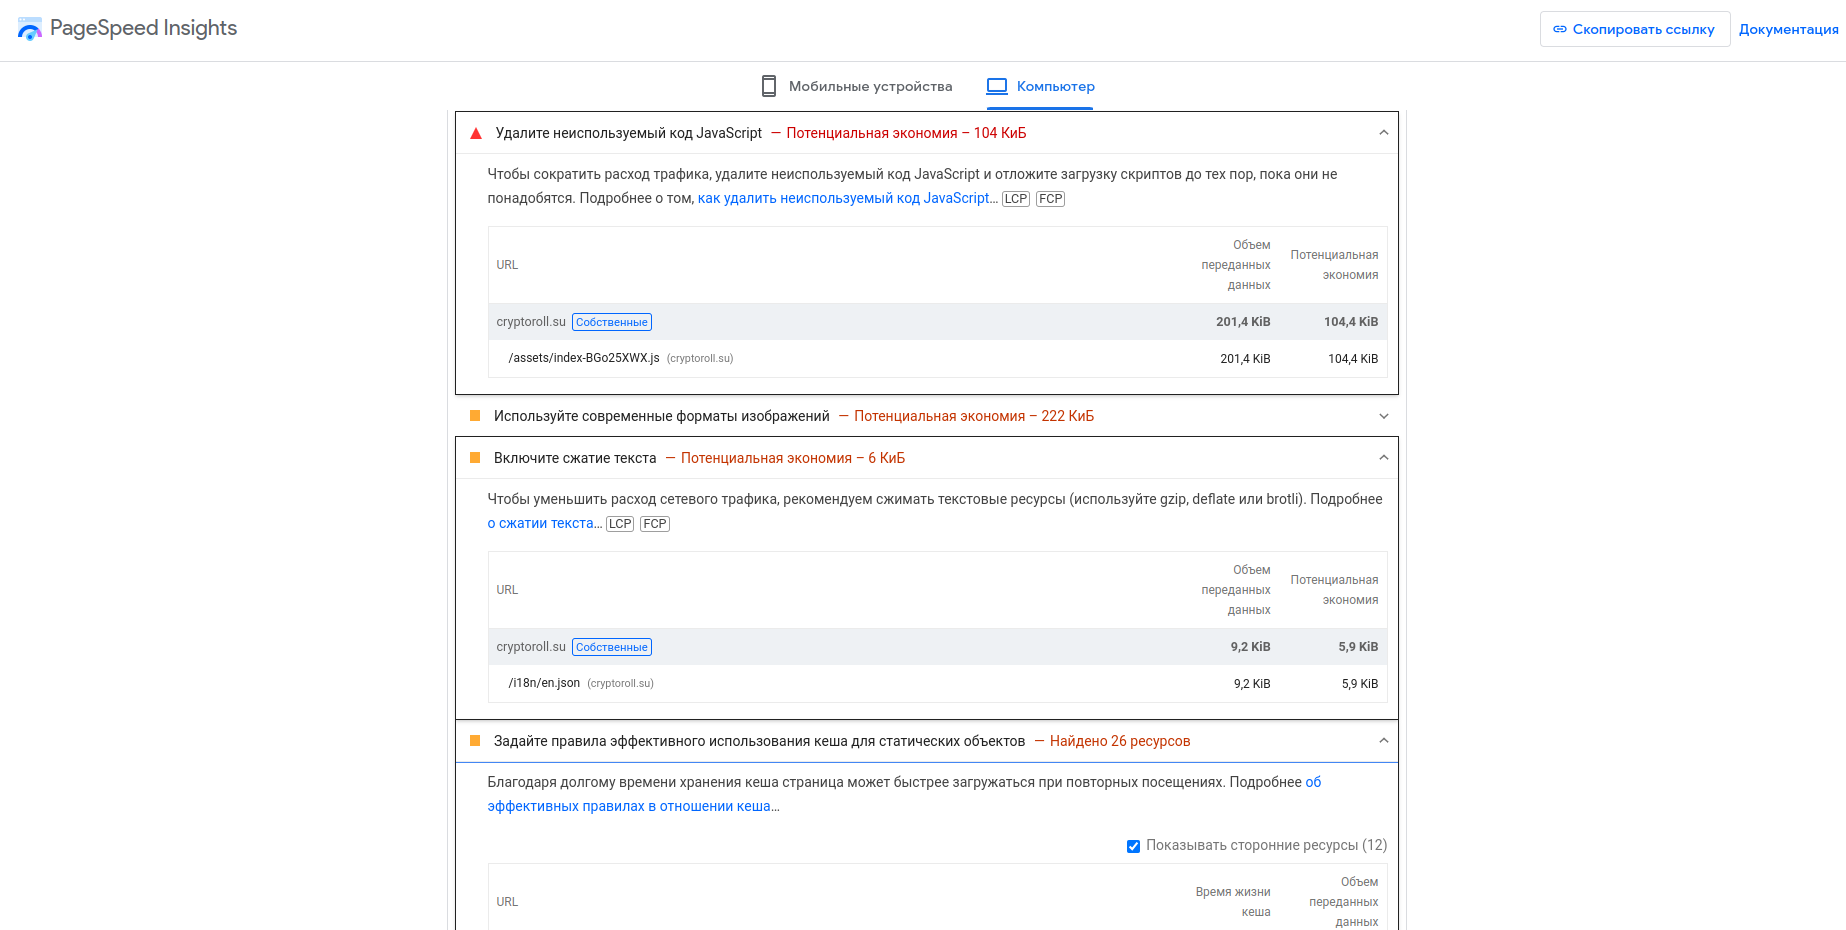 PageSpeed Insights
Скопировать ссылку
Документация
Мобильные устройства
Компьютер
Удалите неиспользуемый код JavaScript — Потенциальная экономия – 104 КиБ
Чтобы сократить расход трафика, удалите неиспользуемый код JavaScript и отложите загрузку скриптов до тех пор, пока они не
понадобятся. Подробнее о том, как удалить неиспользуемый код JavaScript… LCP FCP
URL
Объем
переданных
данных
Потенциальная
экономия
cryptoroll.su Собственные 201,4 KiB 104,4 KiB
/assets/index-BGo25XWX.js (cryptoroll.su) 201,4 KiB 104,4 KiB
Используйте современные форматы изображений — Потенциальная экономия – 222 КиБ
Включите сжатие текста — Потенциальная экономия – 6 КиБ
Чтобы уменьшить расход сетевого трафика, рекомендуем сжимать текстовые ресурсы (используйте gzip, deflate или brotli). Подробнее
о сжатии текста… LCP FCP
URL
Объем
переданных
данных
Потенциальная
экономия
cryptoroll.su Собственные 9,2 KiB 5,9 KiB
/i18n/en.json (cryptoroll.su) 9,2 KiB 5,9 KiB
Задайте правила эффективного использования кеша для статических объектов — Найдено 26 ресурсов
Благодаря долгому времени хранения кеша страница может быстрее загружаться при повторных посещениях. Подробнее об
эффективных правилах в отношении кеша…
Показывать сторонние ресурсы (12)
URL
Время жизни
кеша
Объем
переданных
данных